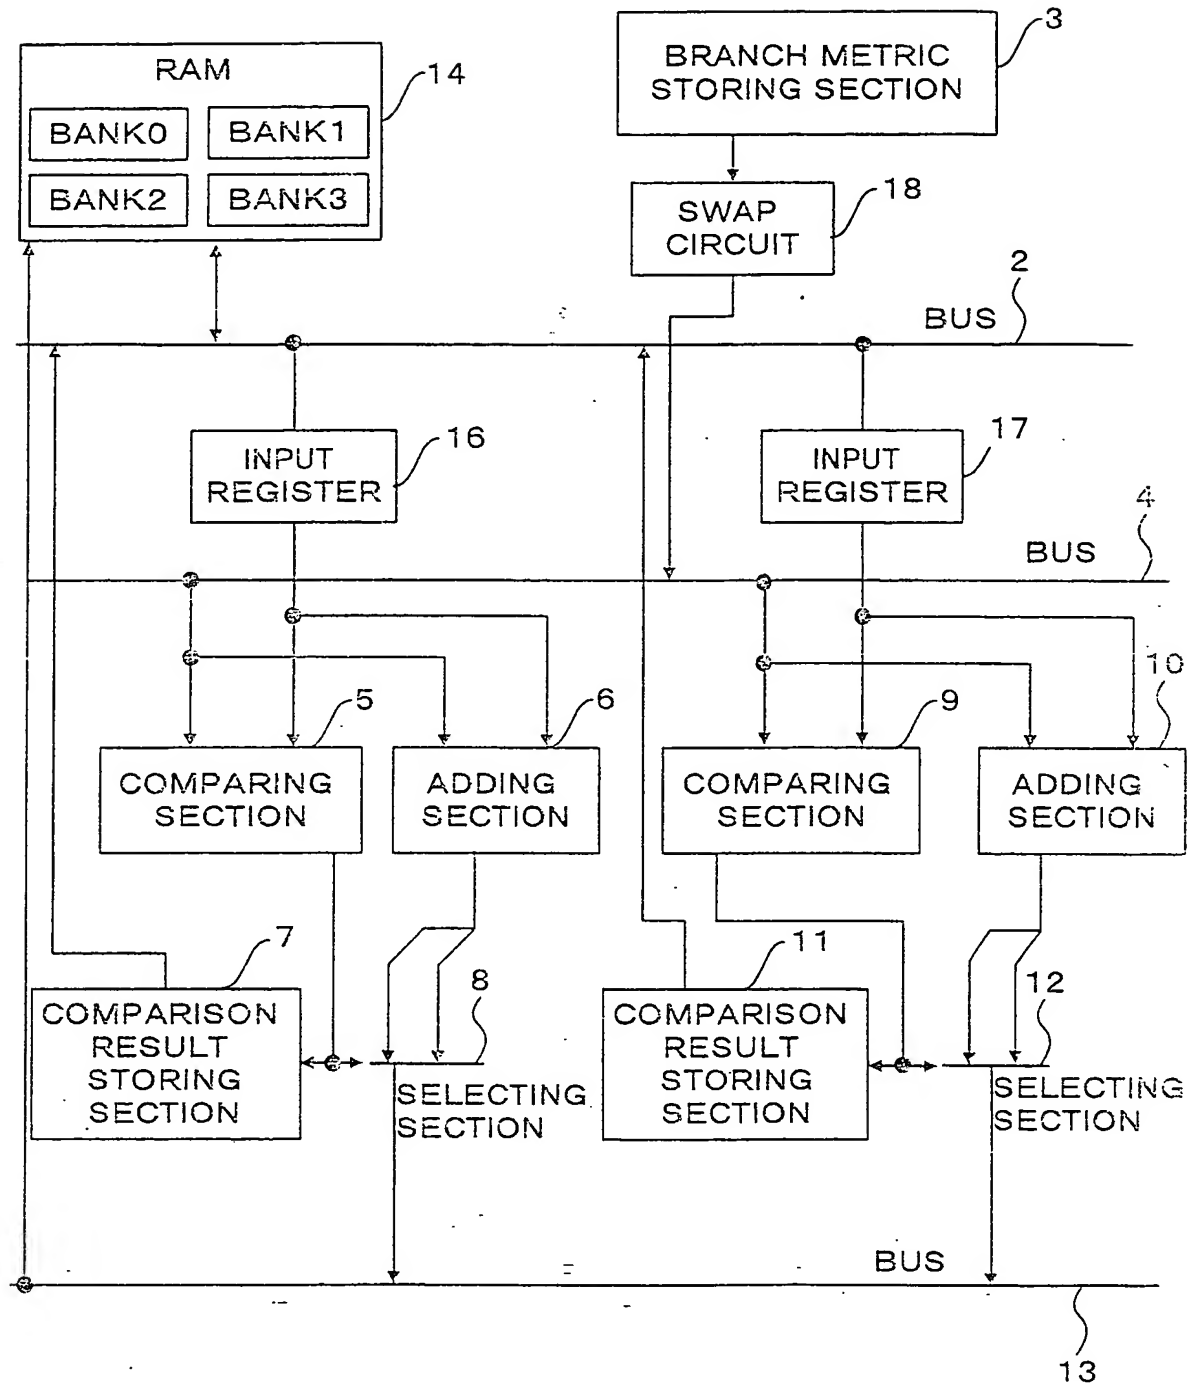 RAM
14
BANK0
BANK1
BANK2
BANK3
BRANCH METRIC
STORING SECTION
3
SWAP
CIRCUIT
18
BUS
2
INPUT
REGISTER
16
INPUT
REGISTER
17
BUS
4
COMPARING
SECTION
5
ADDING
SECTION
6
COMPARING
SECTION
9
ADDING
SECTION
10
COMPARISON
RESULT
STORING
SECTION
7
SELECTING
SECTION
8
COMPARISON
RESULT
STORING
SECTION
11
SELECTING
SECTION
12
BUS
13